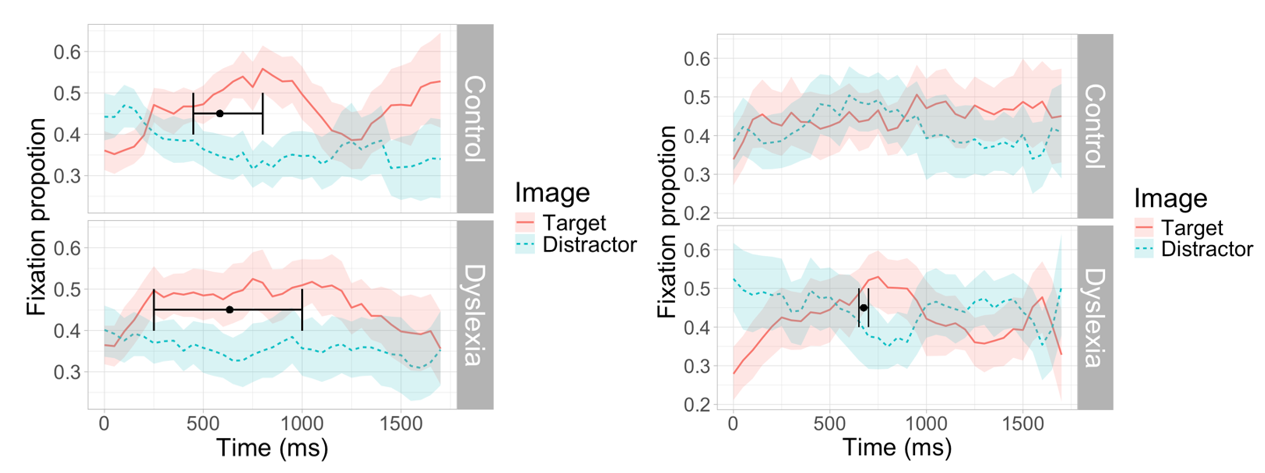 Fixation propotion
0.6
0.5
0.4
0.3
Control
0.6
0.5
0.4
0.3
Dyslexia
0
500
1000
1500
Time (ms)
Image
Target
Distractor
Fixation propotion
0.6
0.5
0.4
0.3
0.2
Control
0.6
0.5
0.4
0.3
0.2
Dyslexia
0
500
1000
1500
Time (ms)
Image
Target
Distractor